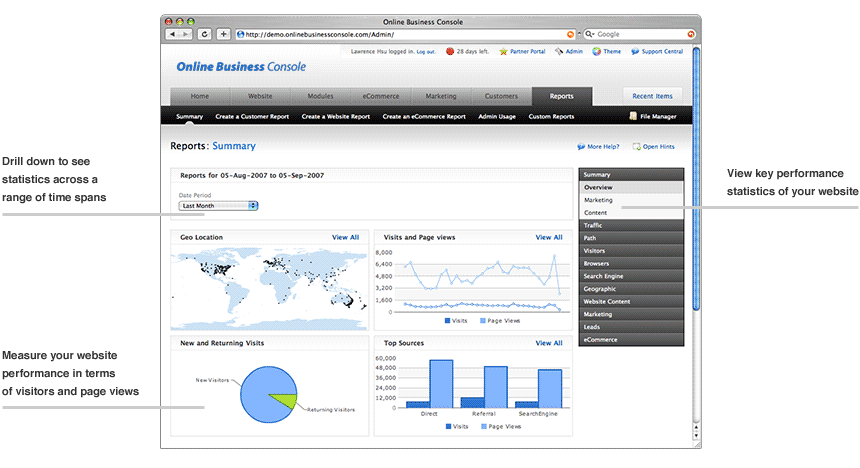 Online Business Console
http://demo.onlinebusinessconsole.com/Admin/
Google
Lawrence Hsu logged in. Log out.
28 days left.
Partner Portal
Admin
Theme
Support Central
Online Business Console
Home
Website
Modules
eCommerce
Marketing
Customers
Reports
Recent Items
Summary
Create a Customer Report
Create a Website Report
Create an eCommerce Report
Admin Usage
Custom Reports
File Manager
Reports: Summary
More Help?
Open Hints
Drill down to see
statistics across a
range of time spans
Reports for 05-Aug-2007 to 05-Sep-2007
Date Period
Last Month
Summary
Overview
Marketing
Content
Traffic
Path
Visitors
Browsers
Search Engine
Geographic
Website Content
Marketing
Leads
eCommerce
View key performance
statistics of your website
Geo Location
View All
Visits and Page views
View All
8,000
6,400
4,800
3,200
1,600
0
Visits
Page Views
Measure your website
performance in terms
of visitors and page views
New and Returning Visits
New Visitors
Returning Visitors
Top Sources
View All
60,000
48,000
36,000
24,000
12,000
0
Direct
Referral
SearchEngine
Visits
Page Views